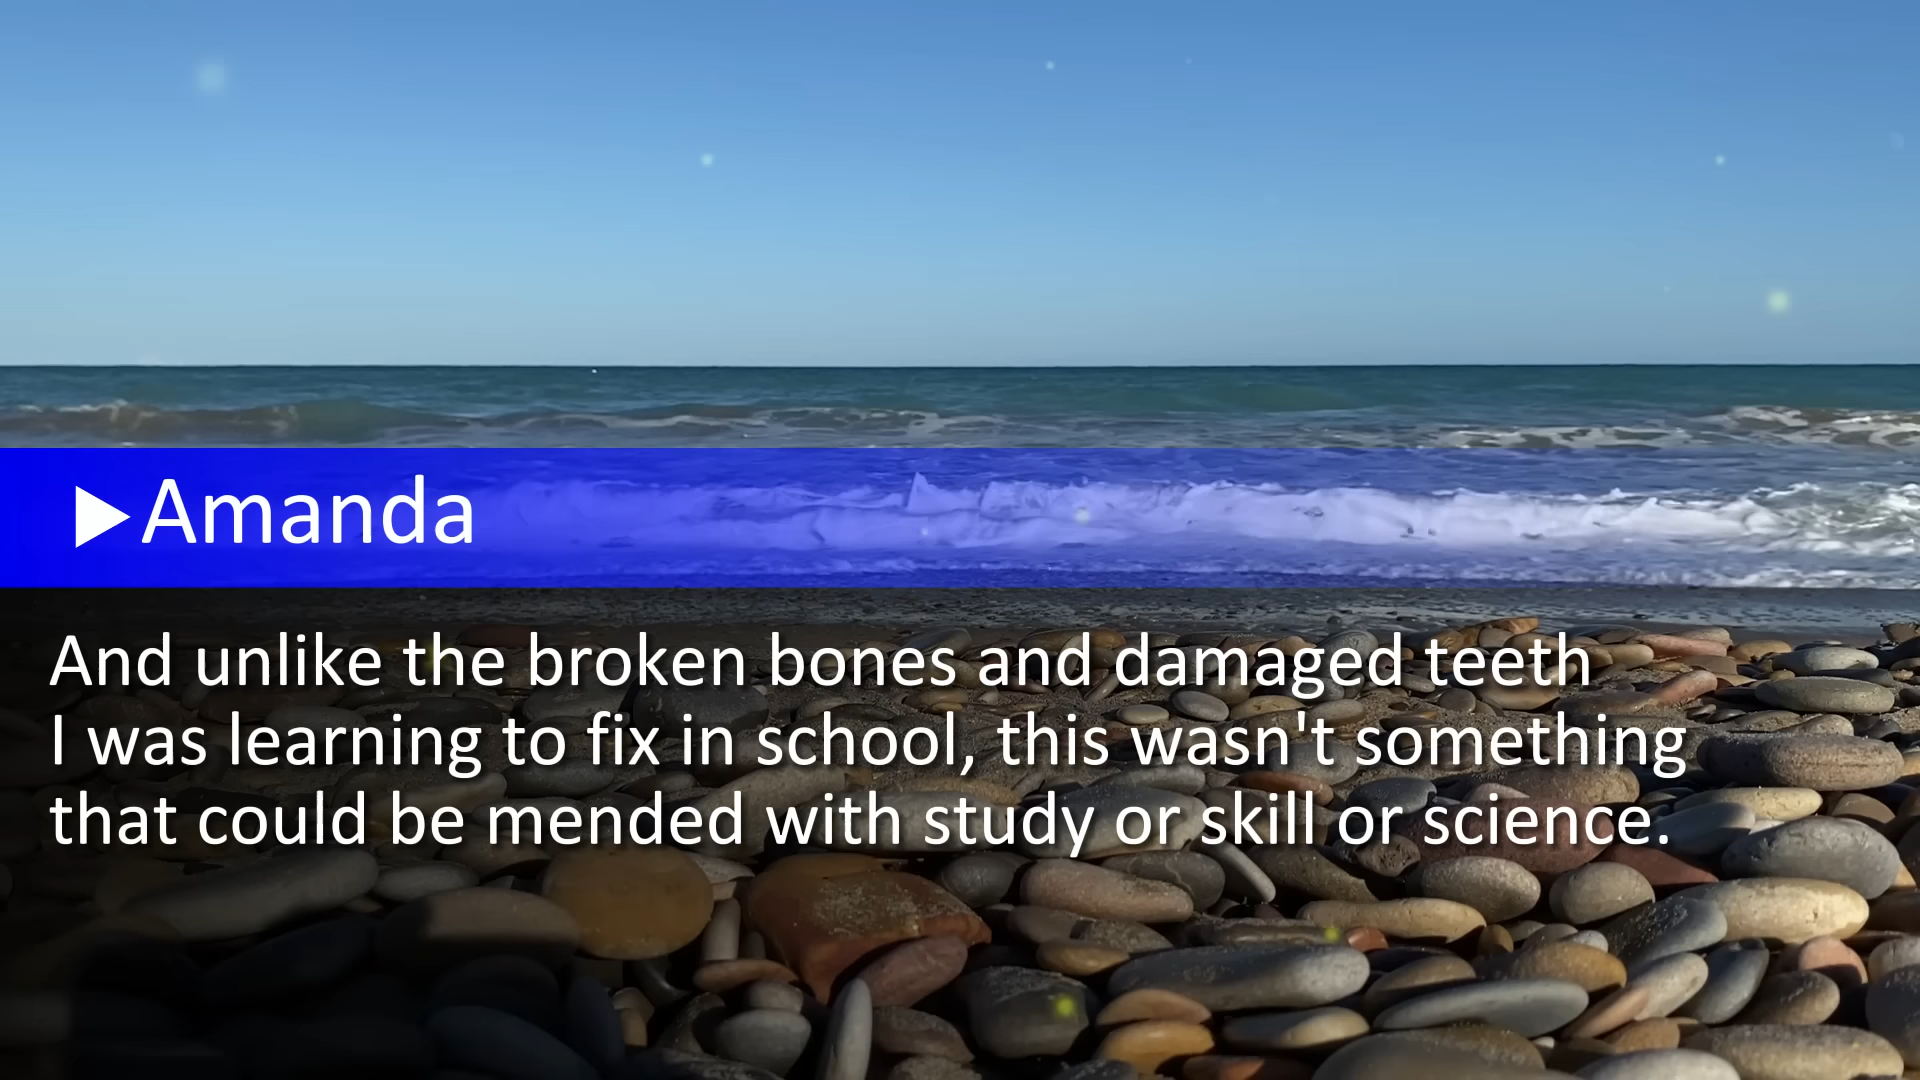 ▶Amanda
And unlike the broken bones and damaged teeth
I was learning to fix in school, this wasn't something
that could be mended with study or skill or science.